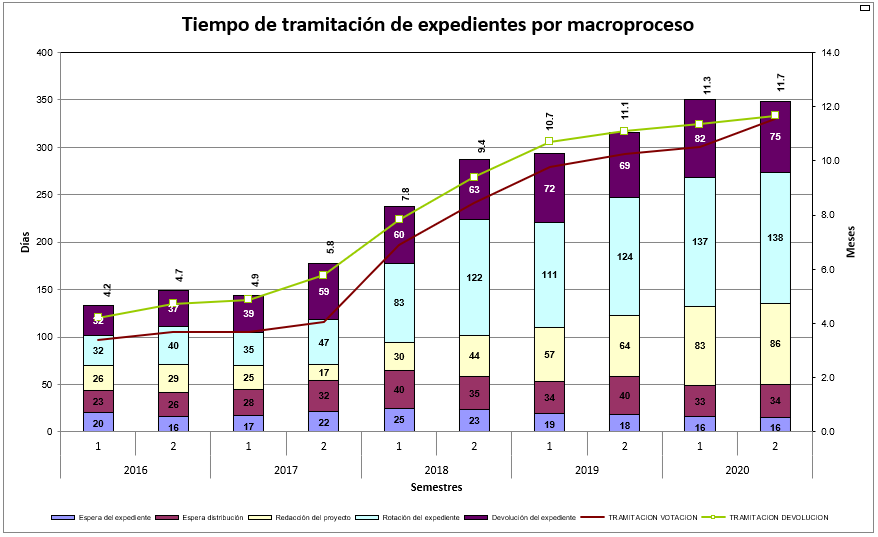 Tiempo de tramitación de expedientes por macroproceso
400 14.0
350 12.0
300 10.0
250 8.0
200 6.0
150 4.0
100 2.0
50 0.0
0
Días
Meses
4.2 4.7 4.9 5.8 7.8 9.4 10.7 11.1 11.3 11.7
32 37 39 59 60 63 72 69 82 75
32 40 35 47 83 122 111 124 137 138
26 29 25 17 30 44 57 64 83 86
23 26 28 32 40 35 34 40 33 34
20 16 17 22 25 23 19 18 16 16
1 2 1 2 1 2 1 2 1 2
2016 2017 2018 2019 2020
Semestres
Espera del expediente Espera distribución Redacción del proyecto Rotación del expediente Devolución del expediente TRAMITACION VOTACION TRAMITACION DEVOLUCION